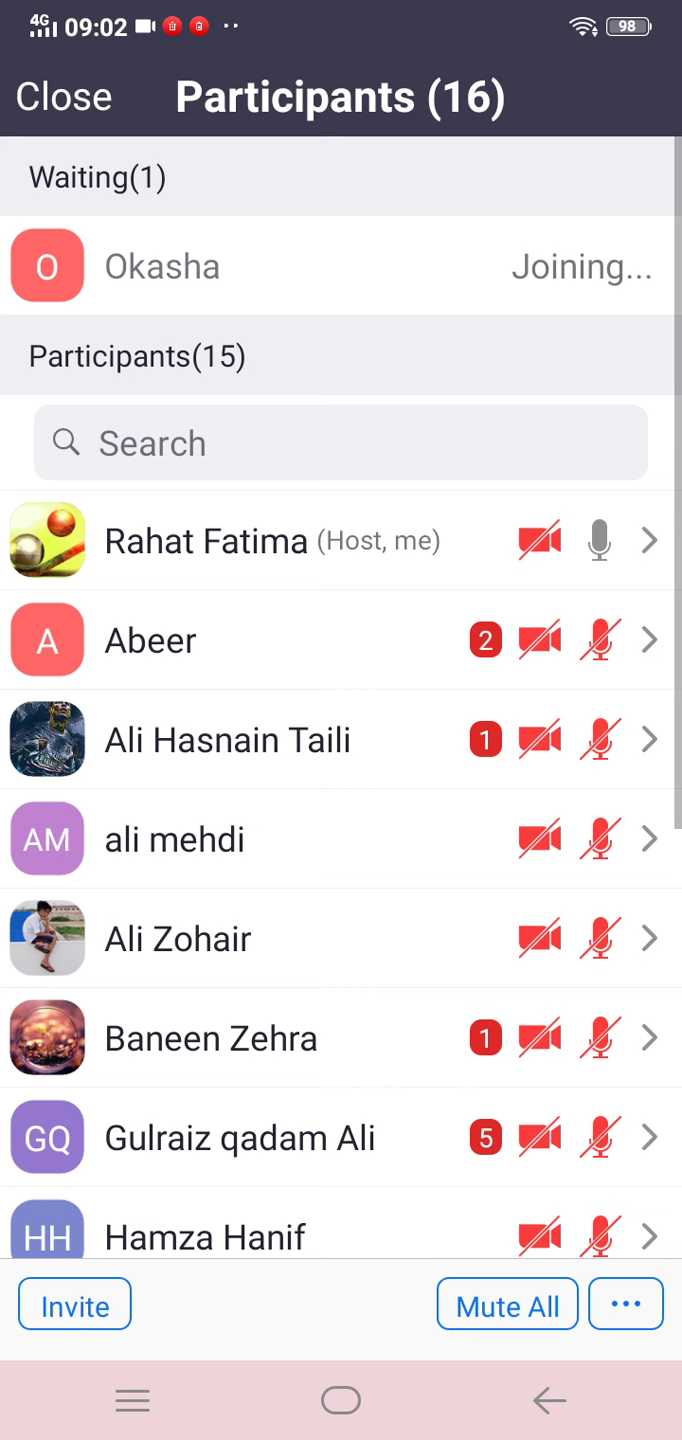 4G 09:02 98
Close Participants (16)
Waiting(1)
O Okasha Joining...
Participants(15)
Search
Rahat Fatima (Host, me)
A Abeer 2
Ali Hasnain Taili 1
AM ali mehdi
Ali Zohair
Baneen Zehra 1
GQ Gulraiz qadam Ali 5
HH Hamza Hanif
Invite Mute All ...